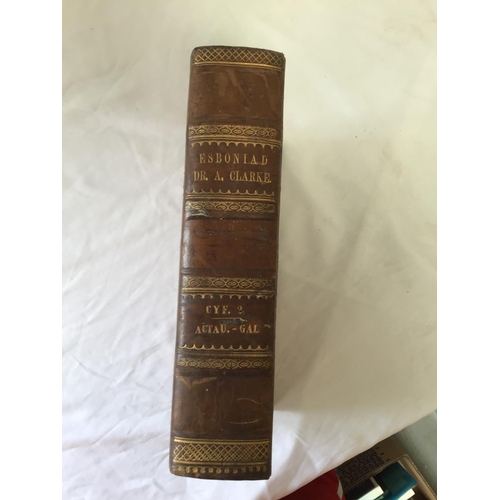 ESBONIAD
DR. A. CLARKE.
CYF. 2
ACTAU.-GAL